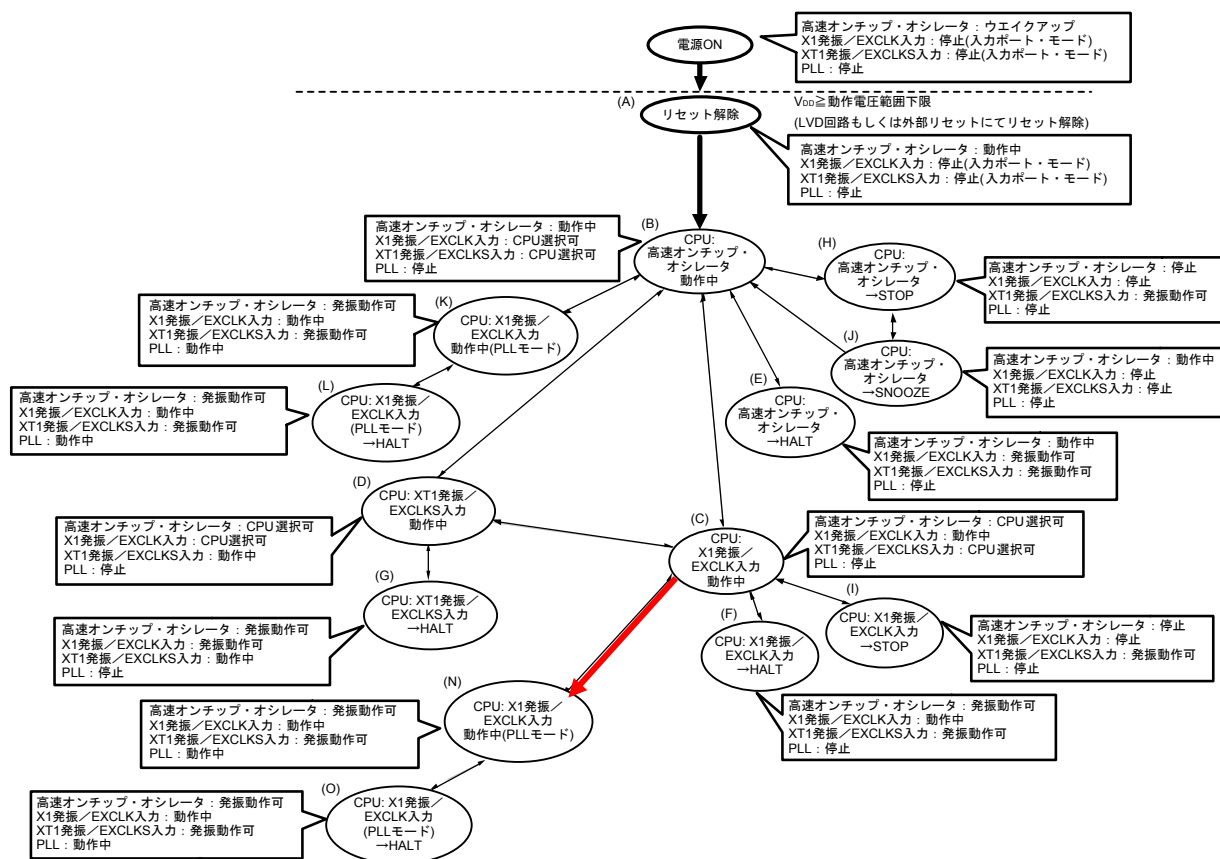 電源ON
高速オンチップ・オシレータ：ウエイクアップ
X1発振／EXCLK入力：停止(入力ポート・モード)
XT1発振／EXCLKS入力：停止(入力ポート・モード)
PLL：停止
(A)
リセット解除
VDD≧動作電圧範囲下限
(LVD回路もしくは外部リセットにてリセット解除)
高速オンチップ・オシレータ：動作中
X1発振／EXCLK入力：停止(入力ポート・モード)
XT1発振／EXCLKS入力：停止(入力ポート・モード)
PLL：停止
高速オンチップ・オシレータ：動作中
X1発振／EXCLK入力：CPU選択可
XT1発振／EXCLKS入力：CPU選択可
PLL：停止
(B)
CPU:
高速オンチップ・
オシレータ
動作中
(H)
CPU:
高速オンチップ・
オシレータ
→STOP
高速オンチップ・オシレータ：停止
X1発振／EXCLK入力：停止
XT1発振／EXCLKS入力：発振動作可
PLL：停止
高速オンチップ・オシレータ：発振動作可
X1発振／EXCLK入力：動作中
XT1発振／EXCLKS入力：発振動作可
PLL：動作中
(K)
CPU: X1発振／
EXCLK入力
動作中(PLLモード)
(J)
CPU:
高速オンチップ・
オシレータ
→SNOOZE
高速オンチップ・オシレータ：動作中
X1発振／EXCLK入力：停止
XT1発振／EXCLKS入力：停止
PLL：停止
高速オンチップ・オシレータ：発振動作可
X1発振／EXCLK入力：動作中
XT1発振／EXCLKS入力：発振動作可
PLL：動作中
(L)
CPU: X1発振／
EXCLK入力
(PLLモード)
→HALT
(E)
CPU:
高速オンチップ・
オシレータ
→HALT
高速オンチップ・オシレータ：動作中
X1発振／EXCLK入力：発振動作可
XT1発振／EXCLKS入力：発振動作可
PLL：停止
(D)
CPU: XT1発振／
EXCLKS入力
動作中
高速オンチップ・オシレータ：CPU選択可
X1発振／EXCLK入力：CPU選択可
XT1発振／EXCLKS入力：動作中
PLL：停止
(C)
CPU:
X1発振／
EXCLK入力
動作中
高速オンチップ・オシレータ：CPU選択可
X1発振／EXCLK入力：動作中
XT1発振／EXCLKS入力：CPU選択可
PLL：停止
(G)
CPU: XT1発振／
EXCLKS入力
→HALT
高速オンチップ・オシレータ：発振動作可
X1発振／EXCLK入力：発振動作可
XT1発振／EXCLKS入力：動作中
PLL：停止
(F)
CPU: X1発振／
EXCLK入力
→HALT
(I)
CPU: X1発振／
EXCLK入力
→STOP
高速オンチップ・オシレータ：停止
X1発振／EXCLK入力：停止
XT1発振／EXCLKS入力：発振動作可
PLL：停止
高速オンチップ・オシレータ：発振動作可
X1発振／EXCLK入力：動作中
XT1発振／EXCLKS入力：発振動作可
PLL：停止
(N)
CPU: X1発振／
EXCLK入力
動作中(PLLモード)
高速オンチップ・オシレータ：発振動作可
X1発振／EXCLK入力：動作中
XT1発振／EXCLKS入力：発振動作可
PLL：動作中
(O)
CPU: X1発振／
EXCLK入力
(PLLモード)
→HALT
高速オンチップ・オシレータ：発振動作可
X1発振／EXCLK入力：動作中
XT1発振／EXCLKS入力：発振動作可
PLL：動作中